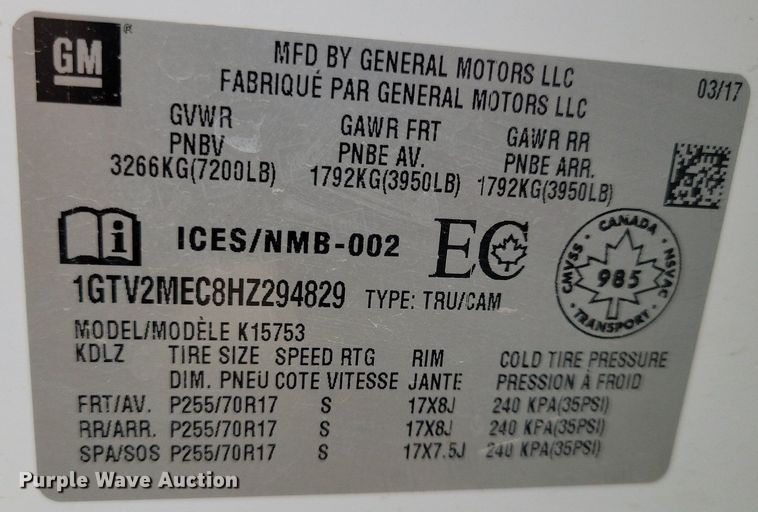 GM
MFD BY GENERAL MOTORS LLC
FABRIQUÉ PAR GENERAL MOTORS LLC
03/17
GVWR GAWR FRT GAWR RR
PNBV PNBE AV. PNBE ARR.
3266KG(7200LB) 1792KG(3950LB) 1792KG(3950LB)
i ICES/NMB-002 EC
CANADA
CMVSS · 985 · NSVAC
TRANSPORT
1GTV2MEC8HZ294829 TYPE: TRU/CAM
MODEL/MODÈLE K15753
KDLZ TIRE SIZE SPEED RTG RIM COLD TIRE PRESSURE
DIM. PNEU COTE VITESSE JANTE PRESSION À FROID
FRT/AV. P255/70R17 S 17X8J 240 KPA(35PSI)
RR/ARR. P255/70R17 S 17X8J 240 KPA(35PSI)
SPA/SOS P255/70R17 S 17X7.5J 240 KPA(35PSI)
Purple Wave Auction